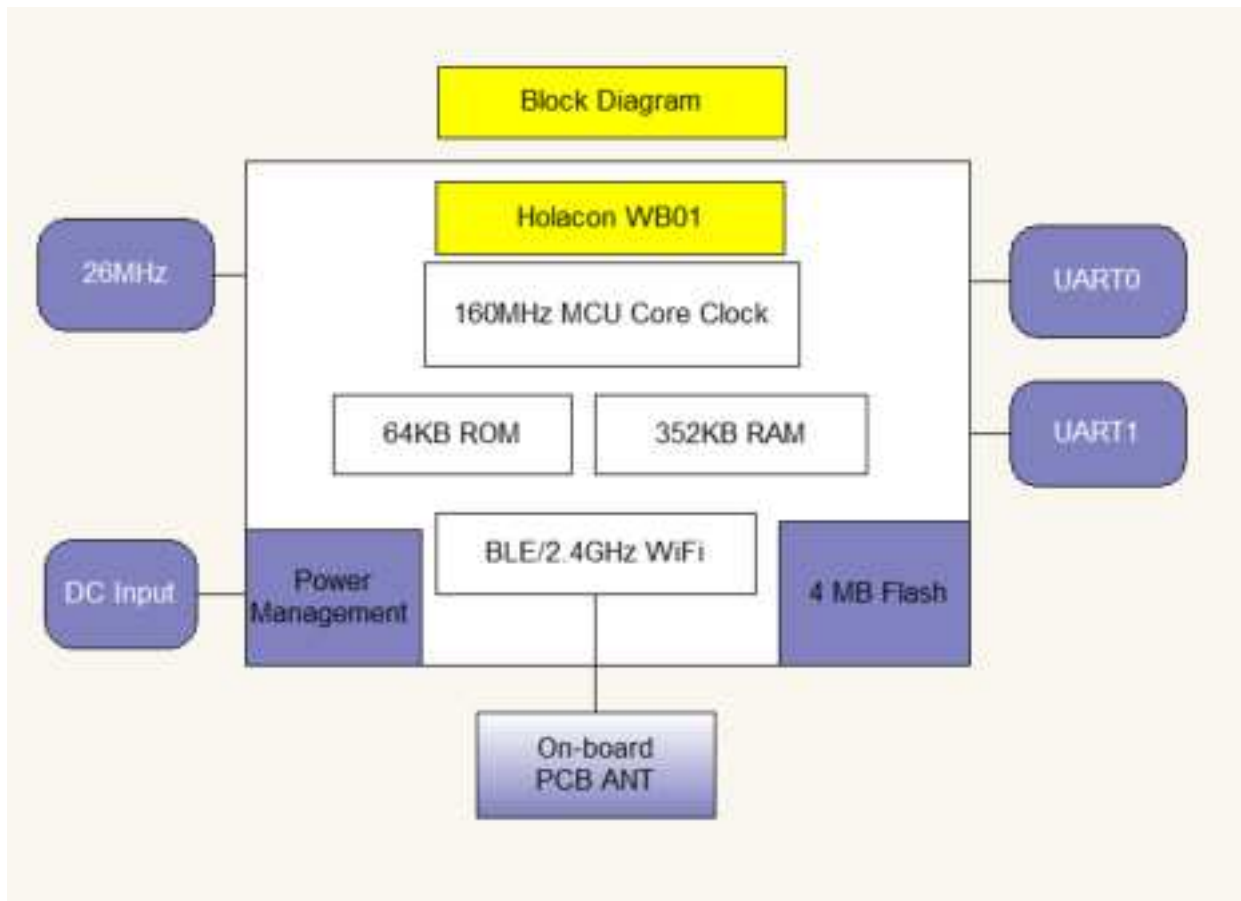 Block Diagram
Holacon WB01
26MHz
160MHz MCU Core Clock
UART0
64KB ROM
352KB RAM
UART1
BLE/2.4GHz WiFi
DC Input
Power
Management
4 MB Flash
On-board
PCB ANT